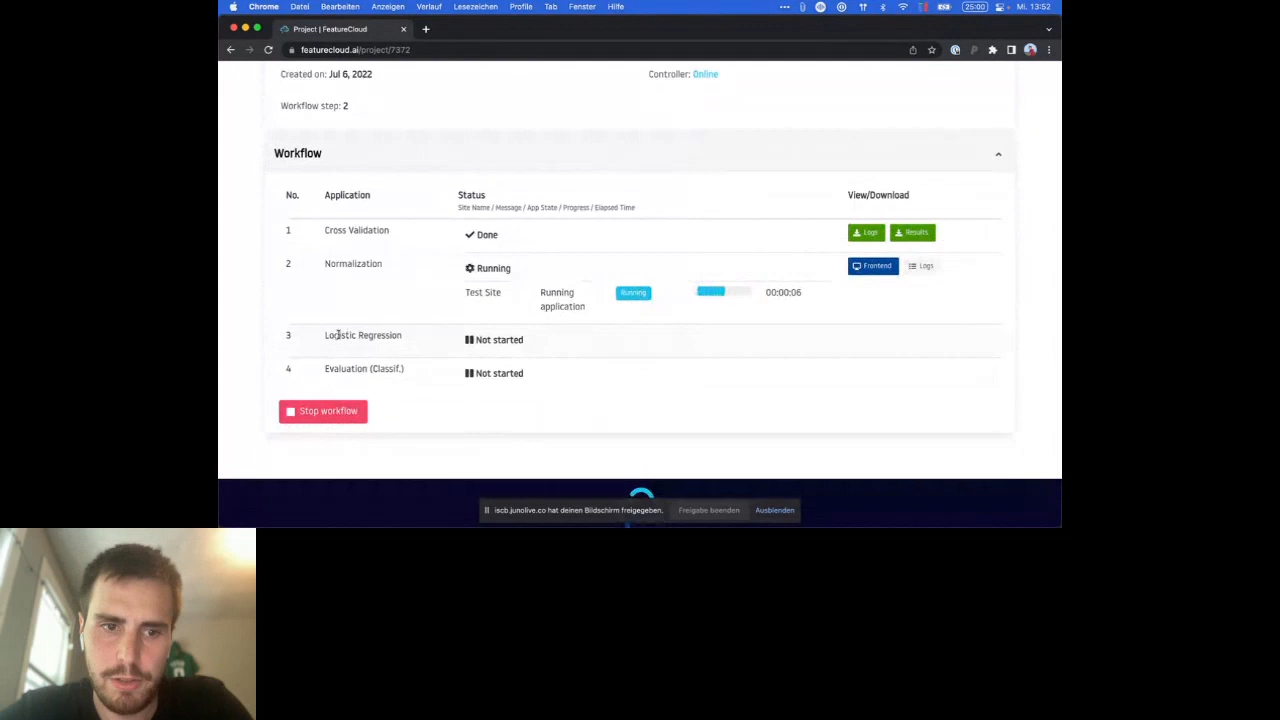 Chrome Datei Bearbeiten Anzeigen Verlauf Lesezeichen Profile Tab Fenster Hilfe 25:00 Mi. 13:52
Project | FeatureCloud
featurecloud.ai/project/7372
Created on: Jul 6, 2022 Controller: Online
Workflow step: 2
Workflow
No. Application Status View/Download
Site Name / Message / App State / Progress / Elapsed Time
1 Cross Validation Done Logs Results
2 Normalization Running Frontend Logs
Test Site Running application Running 00:00:06
3 Logistic Regression Not started
4 Evaluation (Classif.) Not started
Stop workflow
iscb.junolive.co hat deinen Bildschirm freigegeben. Freigabe beenden Ausblenden